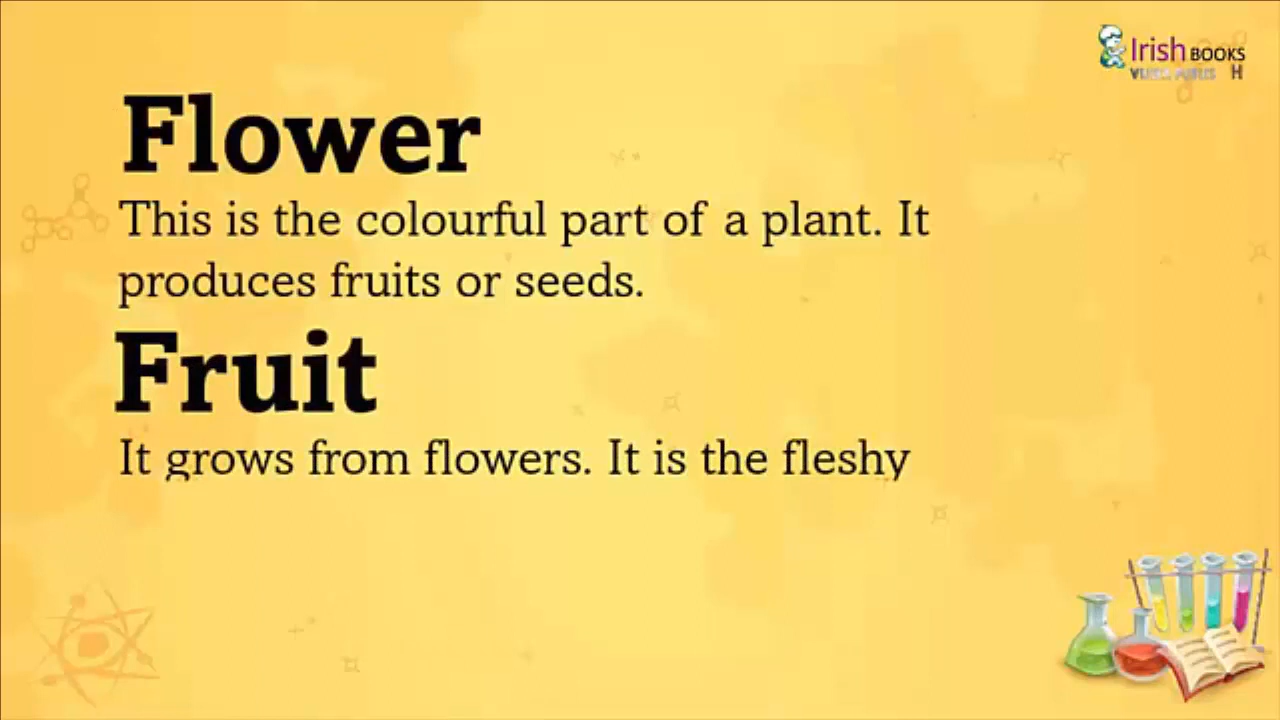 Irish BOOKS
Flower
This is the colourful part of a plant. It
produces fruits or seeds.
Fruit
It grows from flowers. It is the fleshy